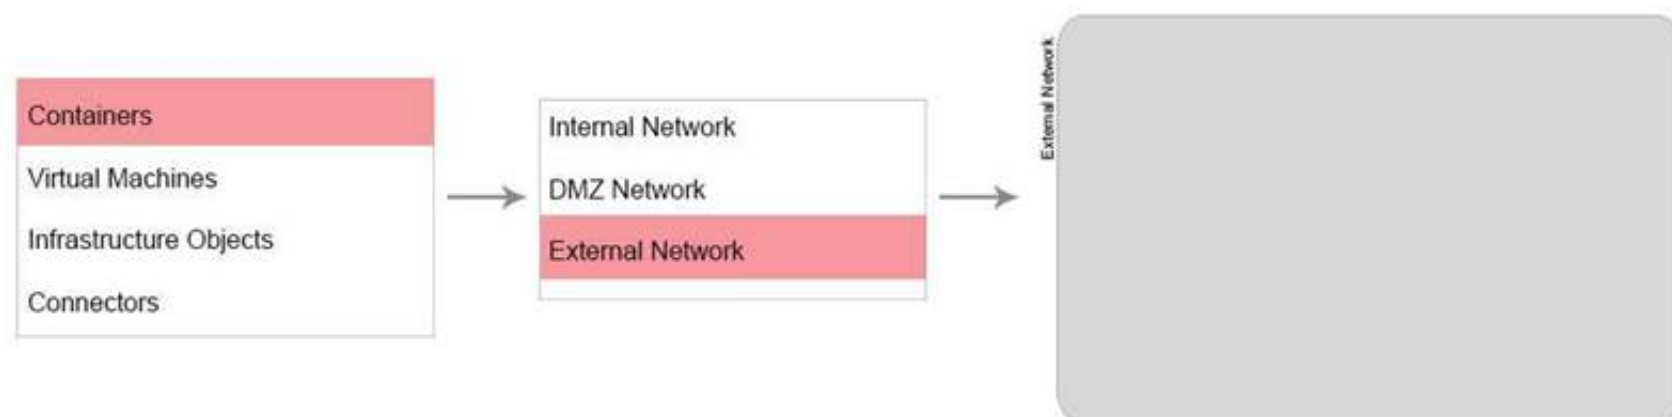 Containers
Virtual Machines
Infrastructure Objects
Connectors
Internal Network
DMZ Network
External Network
External Network